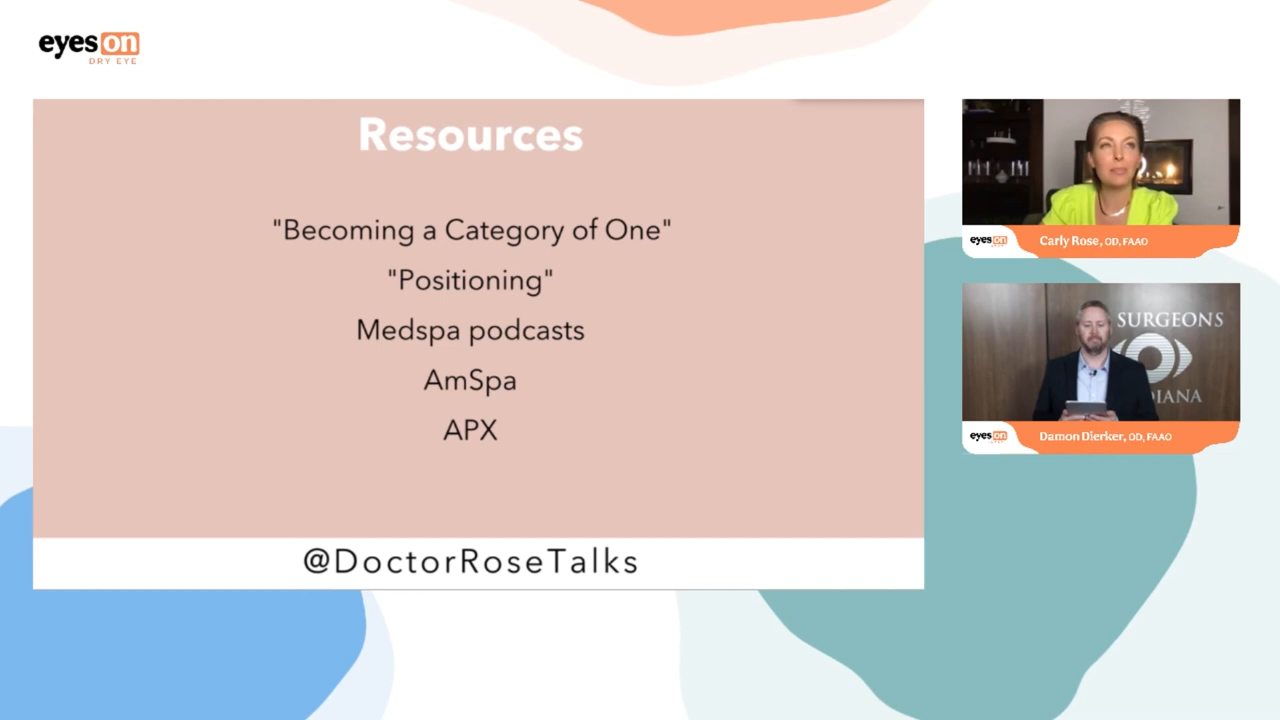 eyes on
DRY EYE
Resources
"Becoming a Category of One"
"Positioning"
Medspa podcasts
AmSpa
APX
@DoctorRoseTalks
eyes on
Carly Rose, OD, FAAO
SURGEONS
DIANA
eyes on
Damon Dierker, OD, FAAO